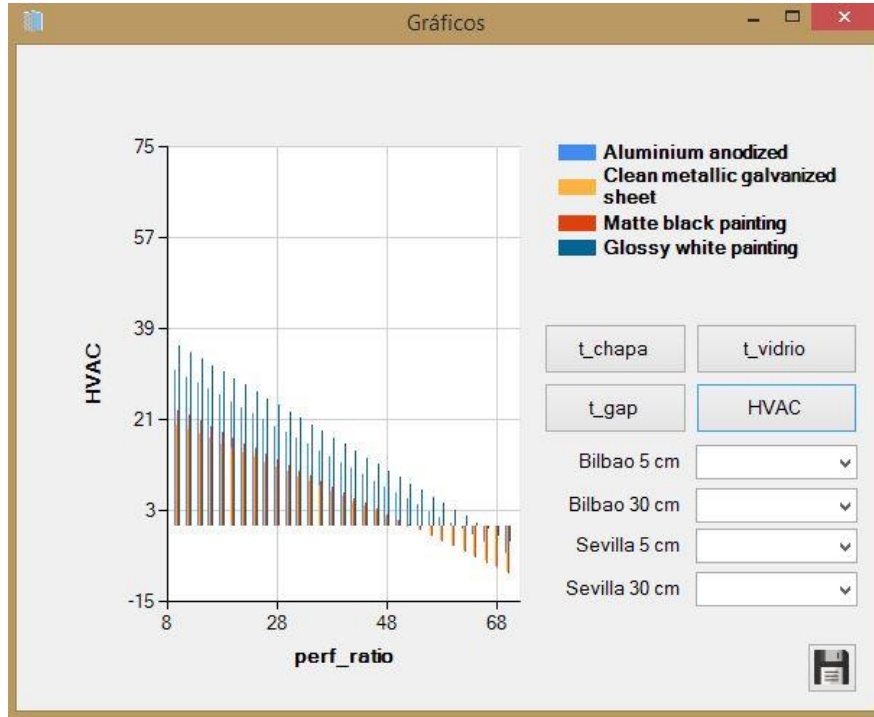 Gráficos
75
57
39
21
3
-15
8
28
48
68
HVAC
perf_ratio
Aluminium anodized
Clean metallic galvanized
sheet
Matte black painting
Glossy white painting
t_chapa
t_vidrio
t_gap
HVAC
Bilbao 5 cm
Bilbao 30 cm
Sevilla 5 cm
Sevilla 30 cm